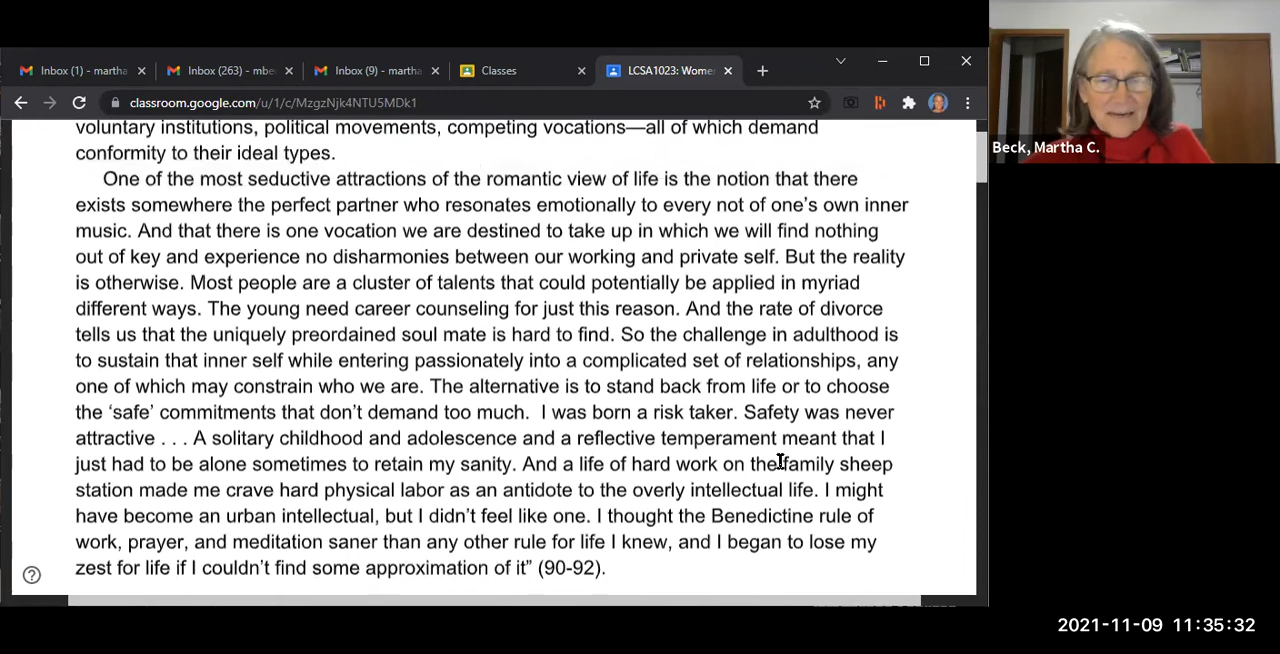 Inbox (1) - martha
Inbox (263) - mbe
Inbox (9) - martha
Classes
LCSA1023: Wome
classroom.google.com/u/1/c/MzgzNjk4NTU5MDk1
voluntary institutions, political movements, competing vocations—all of which demand
conformity to their ideal types.
One of the most seductive attractions of the romantic view of life is the notion that there
exists somewhere the perfect partner who resonates emotionally to every not of one's own inner
music. And that there is one vocation we are destined to take up in which we will find nothing
out of key and experience no disharmonies between our working and private self. But the reality
is otherwise. Most people are a cluster of talents that could potentially be applied in myriad
different ways. The young need career counseling for just this reason. And the rate of divorce
tells us that the uniquely preordained soul mate is hard to find. So the challenge in adulthood is
to sustain that inner self while entering passionately into a complicated set of relationships, any
one of which may constrain who we are. The alternative is to stand back from life or to choose
the 'safe' commitments that don't demand too much. I was born a risk taker. Safety was never
attractive . . . A solitary childhood and adolescence and a reflective temperament meant that I
just had to be alone sometimes to retain my sanity. And a life of hard work on the family sheep
station made me crave hard physical labor as an antidote to the overly intellectual life. I might
have become an urban intellectual, but I didn't feel like one. I thought the Benedictine rule of
work, prayer, and meditation saner than any other rule for life I knew, and I began to lose my
zest for life if I couldn't find some approximation of it" (90-92).
Beck, Martha C.
2021-11-09 11:35:32